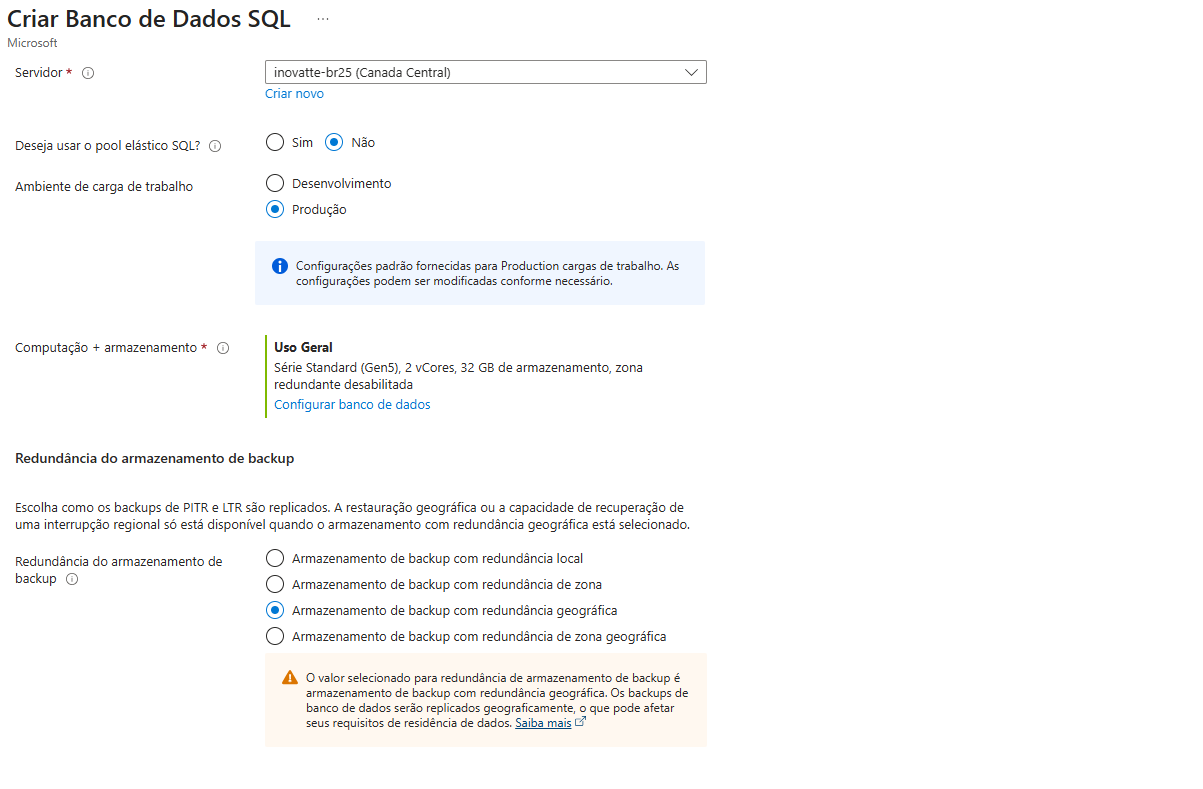 Criar Banco de Dados SQL ...
Microsoft
Servidor *
inovatte-br25 (Canada Central)
Criar novo
Deseja usar o pool elástico SQL?
Sim
Não
Ambiente de carga de trabalho
Desenvolvimento
Produção
Configurações padrão fornecidas para Production cargas de trabalho. As
configurações podem ser modificadas conforme necessário.
Computação + armazenamento *
Uso Geral
Série Standard (Gen5), 2 vCores, 32 GB de armazenamento, zona
redundante desabilitada
Configurar banco de dados
Redundância do armazenamento de backup
Escolha como os backups de PITR e LTR são replicados. A restauração geográfica ou a capacidade de recuperação de
uma interrupção regional só está disponível quando o armazenamento com redundância geográfica está selecionado.
Redundância do armazenamento de
backup
Armazenamento de backup com redundância local
Armazenamento de backup com redundância de zona
Armazenamento de backup com redundância geográfica
Armazenamento de backup com redundância de zona geográfica
O valor selecionado para redundância de armazenamento de backup é
armazenamento de backup com redundância geográfica. Os backups de
banco de dados serão replicados geograficamente, o que pode afetar
seus requisitos de residência de dados. Saiba mais